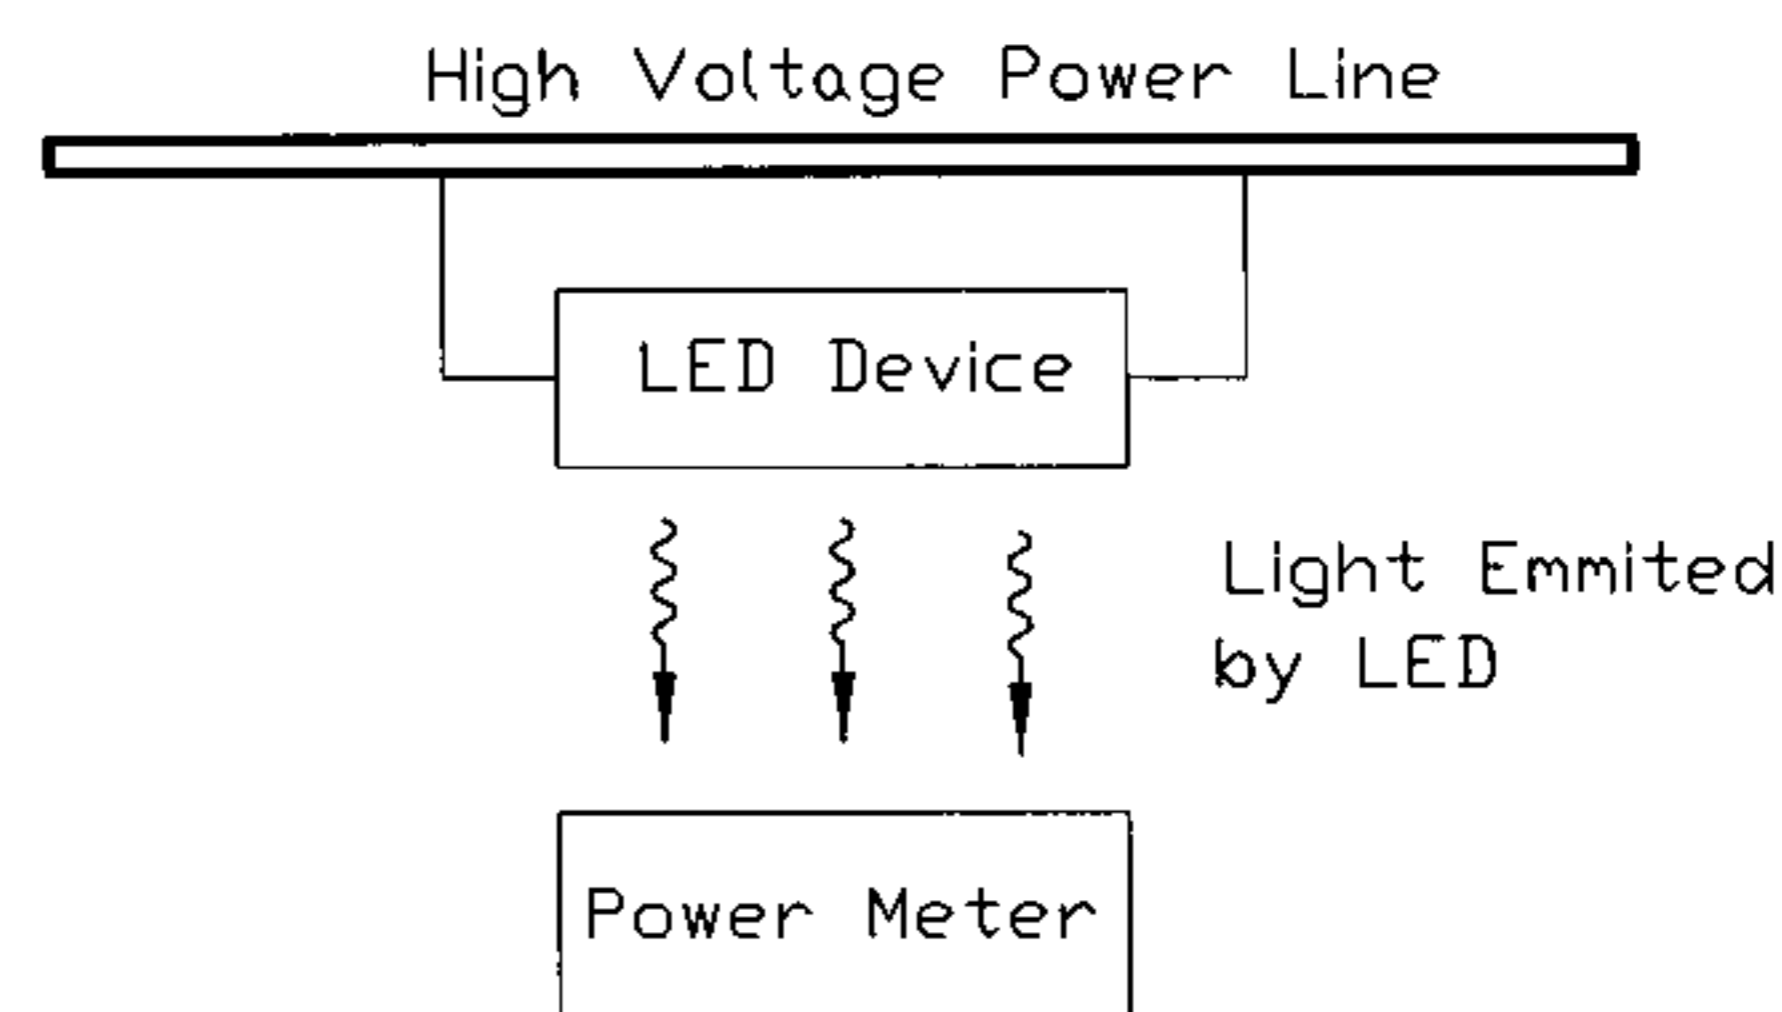 High Voltage Power Line
LED Device
Light Emmited
by LED
Power Meter